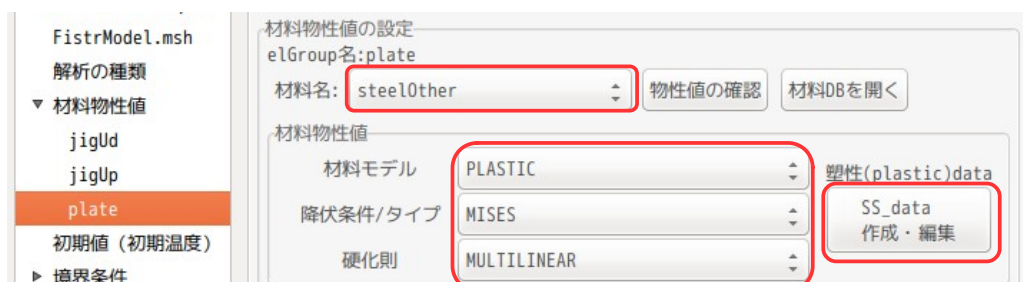 FistrModel.msh
解析の種類
▼ 材料物性値
jigUd
jigUp
plate
初期値（初期温度）
▶ 境界条件
材料物性値の設定
elGroup名:plate
材料名: steelOther 物性値の確認 材料DBを開く
材料物性値
材料モデル PLASTIC
降伏条件/タイプ MISES
硬化則 MULTILINEAR
塑性(plastic)data
SS_data
作成・編集